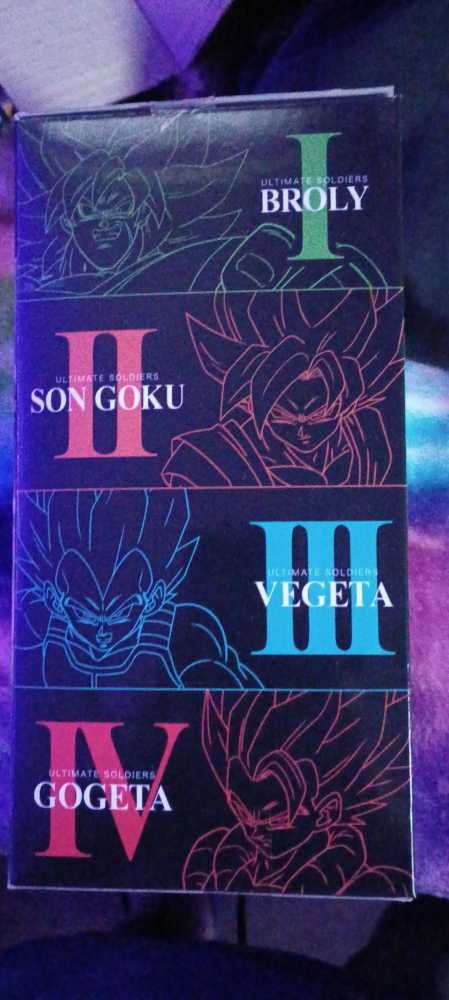 I
ULTIMATE SOLDIERS
BROLY
II
ULTIMATE SOLDIERS
SON GOKU
III
ULTIMATE SOLDIERS
VEGETA
IV
ULTIMATE SOLDIERS
GOGETA